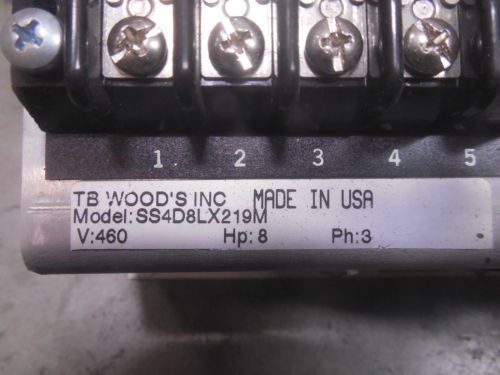 1 2 3 4 5
TB WOOD'S INC MADE IN USA
Model:SS4D8LX219M
V:460 Hp:8 Ph:3